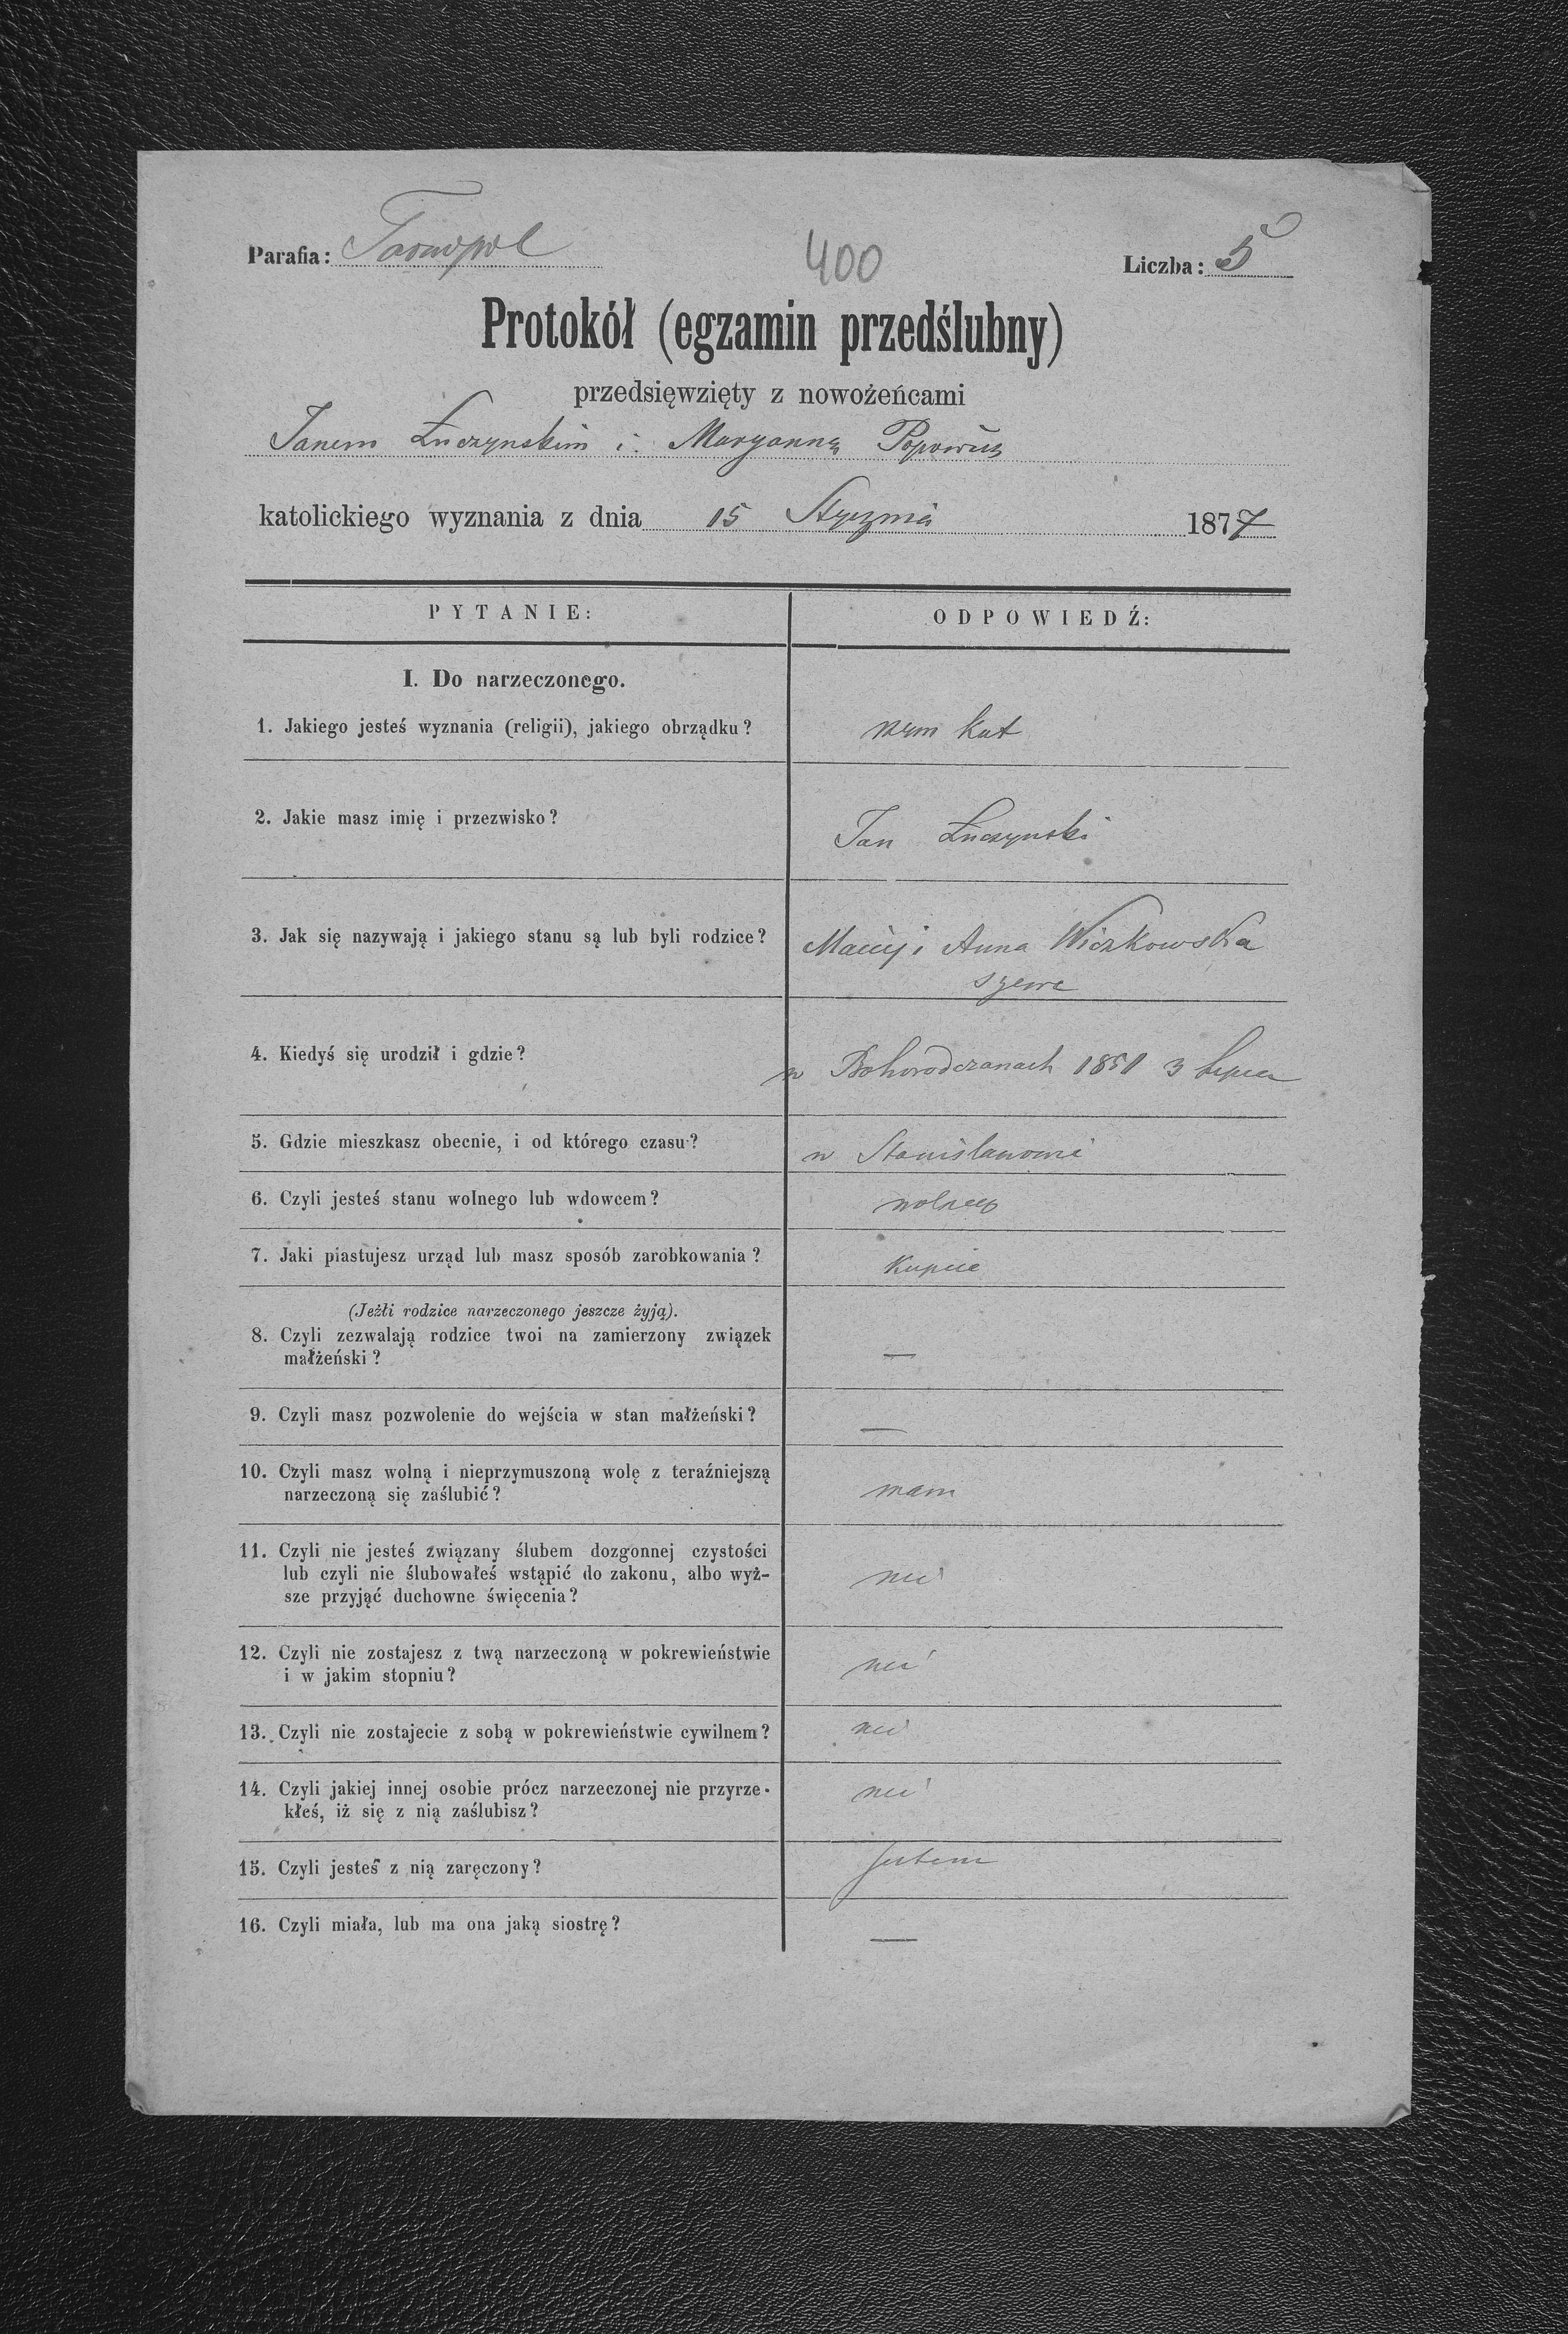 Parafia: Tarnopol
400
Liczba: 5
Protokół (egzamin przedślubny)
przedsięwzięty z nowożeńcami
Janem Łuczynskim i Maryanną Popowicz
katolickiego wyznania z dnia 15 Stycznia 1877
PYTANIE:
ODPOWIEDŹ:
I. Do narzeczonego.
1. Jakiego jesteś wyznania (religii), jakiego obrządku?
rzym kat
2. Jakie masz imię i przezwisko?
Jan Łuczynski
3. Jak się nazywają i jakiego stanu są lub byli rodzice?
Maciej i Anna Wiczkowska
szewc
4. Kiedyś się urodził i gdzie?
w Bohorodczanach 1851 3 Lipca
5. Gdzie mieszkasz obecnie, i od którego czasu?
w Stanislawowie
6. Czyli jesteś stanu wolnego lub wdowcem?
wolnego
7. Jaki piastujesz urząd lub masz sposób zarobkowania?
Kupiec
(Jeżłi rodzice narzeczonego jeszcze żyją).
8. Czyli zezwalają rodzice twoi na zamierzony związek
małżeński?
—
9. Czyli masz pozwolenie do wejścia w stan małżeński?
—
10. Czyli masz wolną i nieprzymuszoną wolę z teraźniejszą
narzeczoną się zaślubić?
mam
11. Czyli nie jesteś związany ślubem dozgonnej czystości
lub czyli nie ślubowałeś wstąpić do zakonu, albo wyż-
sze przyjąć duchowne święcenia?
nie
12. Czyli nie zostajesz z twą narzeczoną w pokrewieństwie
i w jakim stopniu?
nie
13. Czyli nie zostajecie z sobą w pokrewieństwie cywilnem?
nie
14. Czyli jakiej innej osobie prócz narzeczonej nie przyrze-
kłeś, iż się z nią zaślubisz?
nie
15. Czyli jesteś z nią zaręczony?
jestem
16. Czyli miała, lub ma ona jaką siostrę?
—